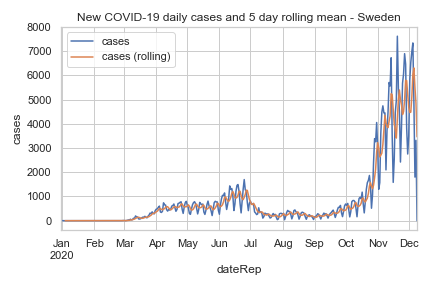 New COVID-19 daily cases and 5 day rolling mean - Sweden
cases
cases (rolling)
8000
7000
6000
5000
4000
3000
2000
1000
0
cases
Jan Feb Mar Apr May Jun Jul Aug Sep Oct Nov Dec
2020
dateRep